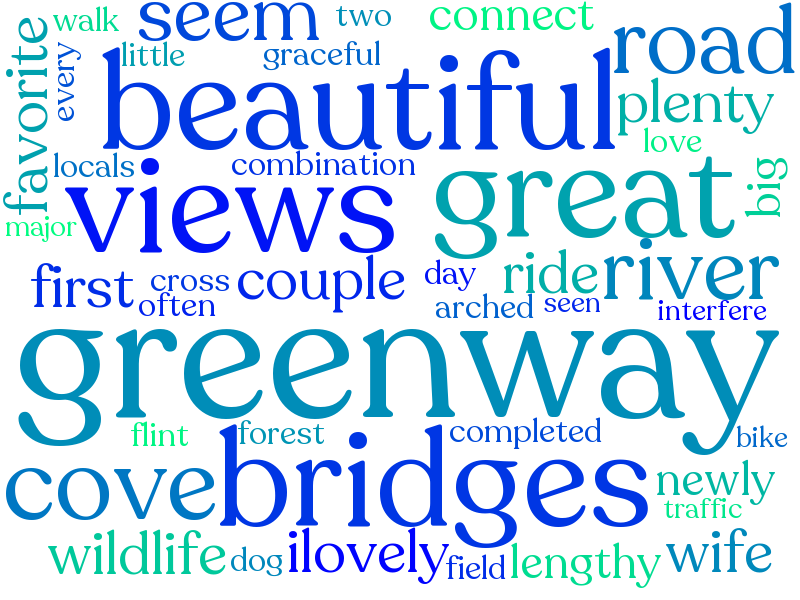 walk
seem
two
connect
road
favorite
every
little
graceful
beautiful
plenty
love
locals
combination
views
great
big
major
first
cross
couple
day
ride
river
often
arched
seen
interfere
greenway
flint
forest
completed
bike
cove
bridges
newly
traffic
wildlife
dog
ilovely
field
lengthy
wife